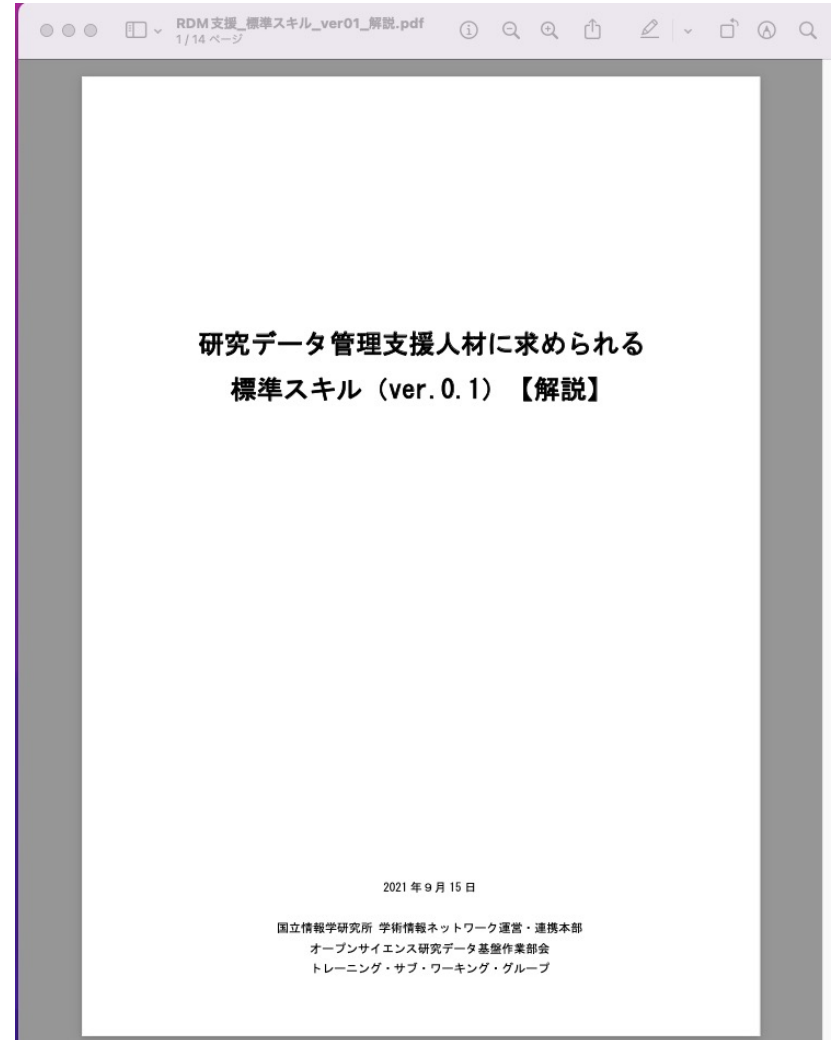 RDM支援_標準スキル_ver01_解説.pdf
1 / 14 ページ
研究データ管理支援人材に求められる
標準スキル（ver.0.1）【解説】
2021 年９月 15 日
国立情報学研究所 学術情報ネットワーク運営・連携本部
オープンサイエンス研究データ基盤作業部会
トレーニング・サブ・ワーキング・グループ